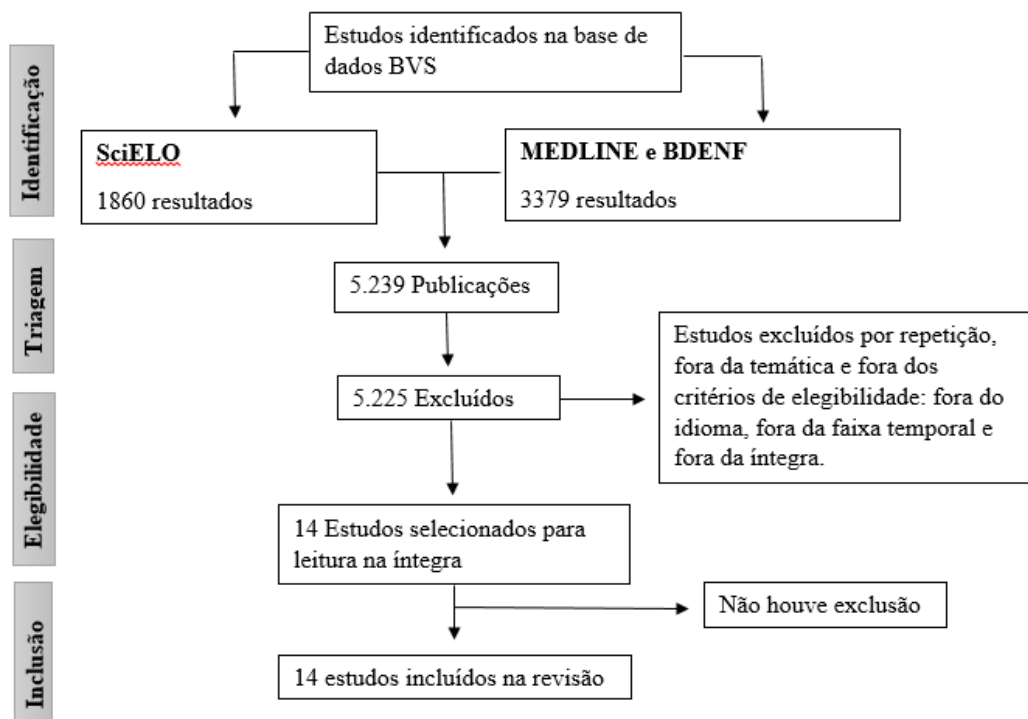 Estudos identificados na base de
dados BVS
Identificação
SciELO
1860 resultados
MEDLINE e BDENF
3379 resultados
Triagem
5.239 Publicações
5.225 Excluídos
Estudos excluídos por repetição,
fora da temática e fora dos
critérios de elegibilidade: fora do
idioma, fora da faixa temporal e
fora da íntegra.
Elegibilidade
14 Estudos selecionados para
leitura na íntegra
Não houve exclusão
Inclusão
14 estudos incluídos na revisão